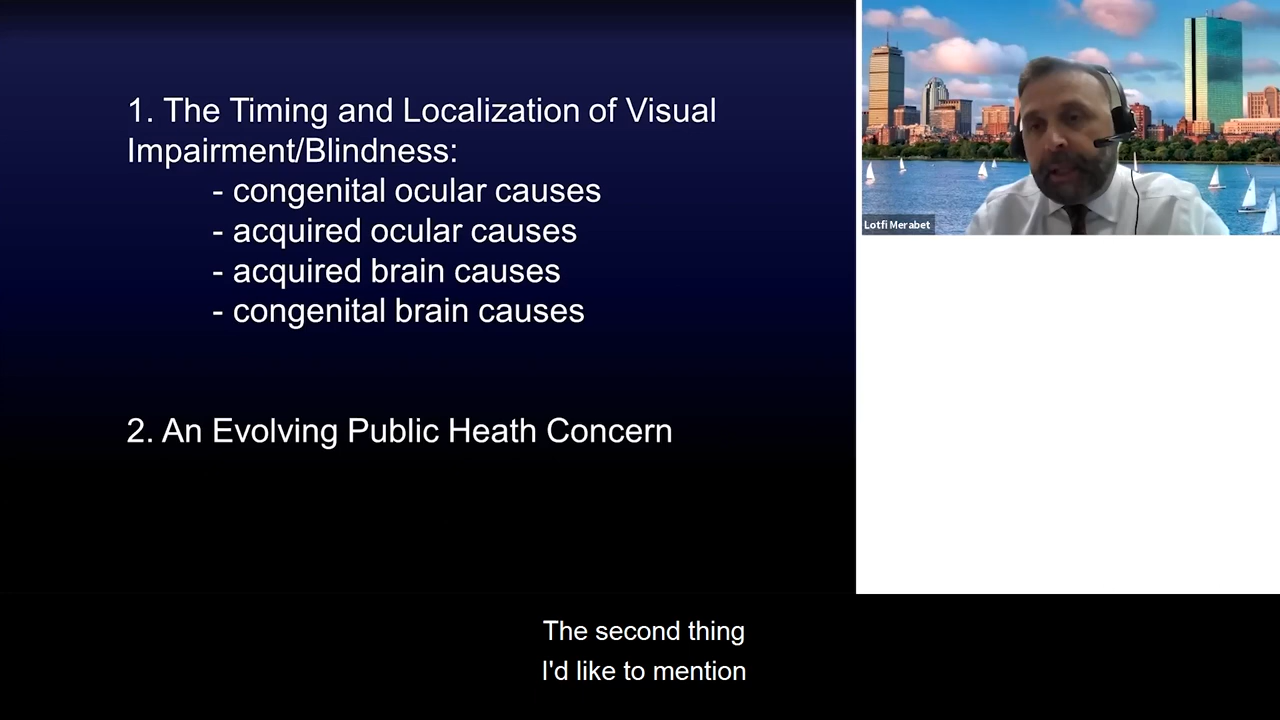 1. The Timing and Localization of Visual
Impairment/Blindness:
- congenital ocular causes
- acquired ocular causes
- acquired brain causes
- congenital brain causes
2. An Evolving Public Heath Concern
Lotfi Merabet
The second thing
I'd like to mention